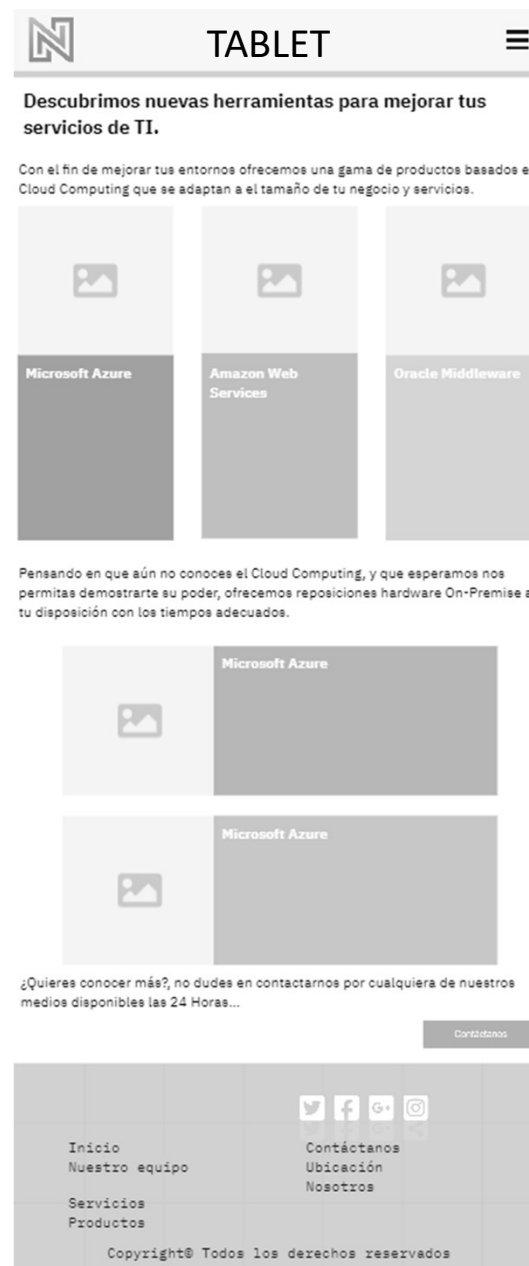 TABLET
Descubrimos nuevas herramientas para mejorar tus
servicios de TI.
Con el fin de mejorar tus entornos ofrecemos una gama de productos basados e
Cloud Computing que se adaptan a el tamaño de tu negocio y servicios.
Microsoft Azure
Amazon Web
Services
Oracle Middleware
Pensando en que aún no conoces el Cloud Computing, y que esperamos nos
permitas demostrarte su poder, ofrecemos reposiciones hardware On-Premise a
tu disposición con los tiempos adecuados.
Microsoft Azure
Microsoft Azure
¿Quieres conocer más?, no dudes en contactarnos por cualquiera de nuestros
medios disponibles las 24 Horas...
Contáctanos
Inicio
Nuestro equipo
Servicios
Productos
Contáctanos
Ubicación
Nosotros
Copyright® Todos los derechos reservados